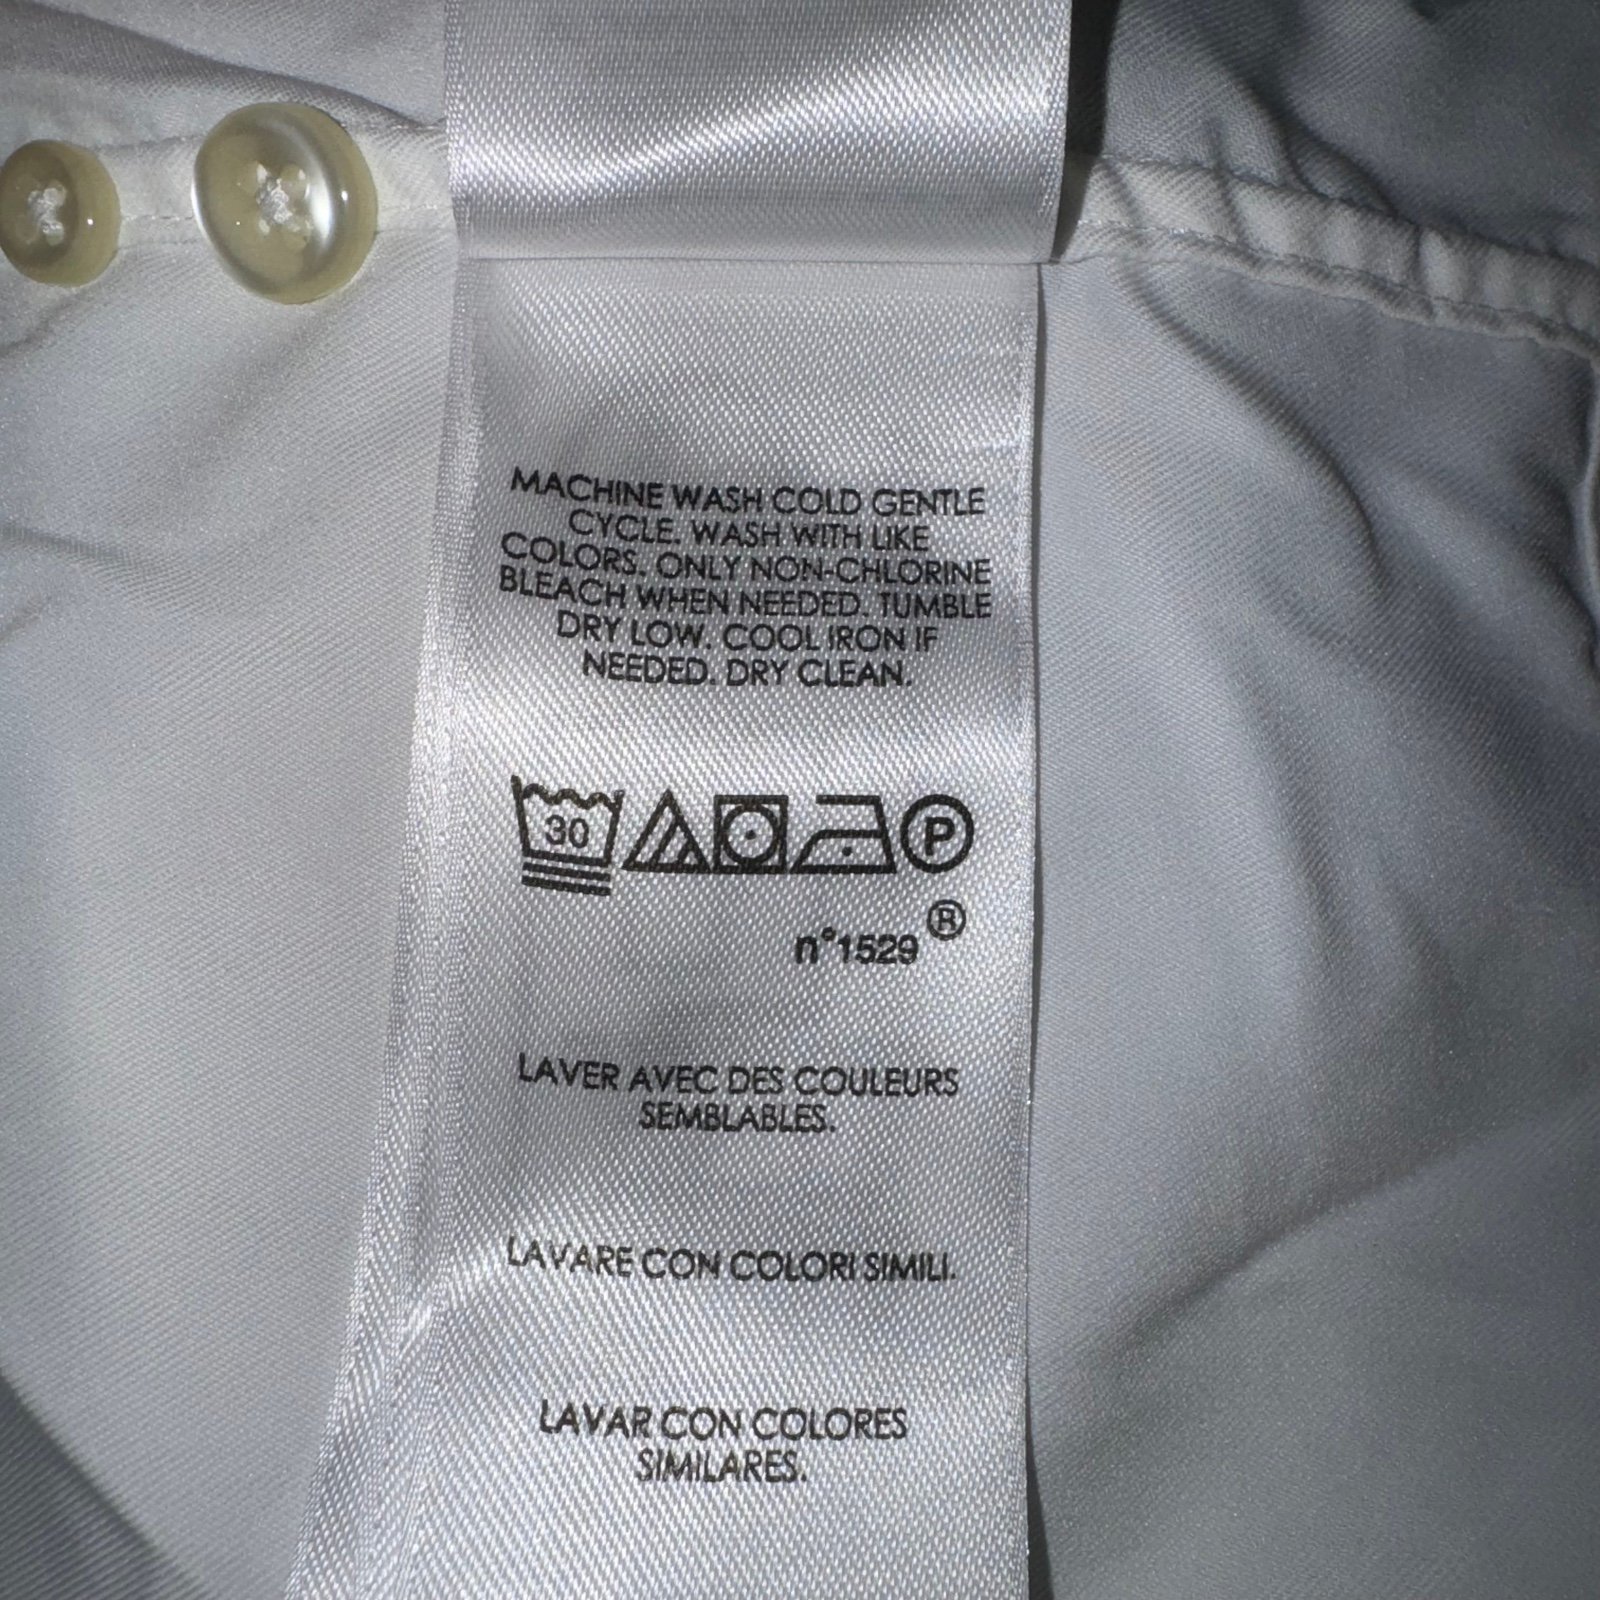 MACHINE WASH COLD GENTLE
CYCLE. WASH WITH LIKE
COLORS. ONLY NON-CHLORINE
BLEACH WHEN NEEDED. TUMBLE
DRY LOW. COOL IRON IF
NEEDED. DRY CLEAN.
30 P
n°1529 ®
LAVER AVEC DES COULEURS
SEMBLABLES.
LAVARE CON COLORI SIMILI.
LAVAR CON COLORES
SIMILARES.